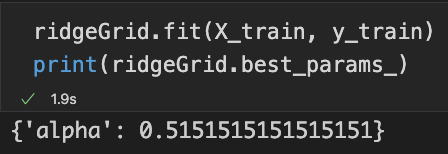 ridgeGrid.fit(X_train, y_train)
print(ridgeGrid.best_params_)
✓ 1.9s
{'alpha': 0.5151515151515151}